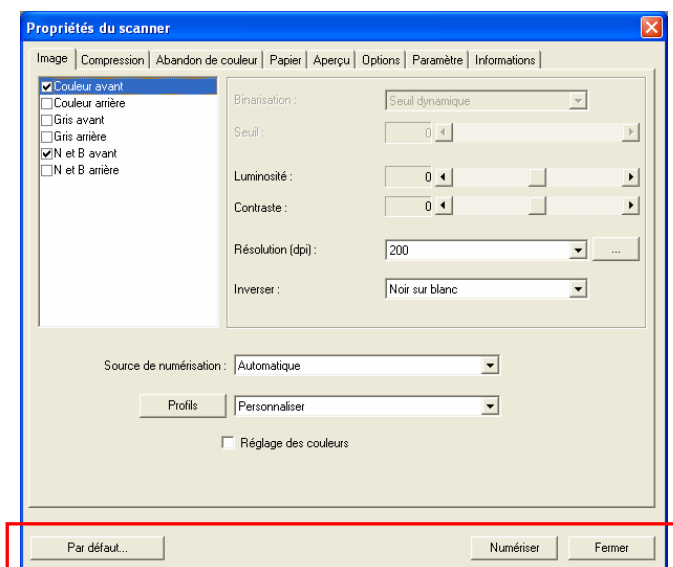 Propriétés du scanner
Image Compression Abandon de couleur Papier Aperçu Options Paramètre Informations
Couleur avant
Couleur arrière
Gris avant
Gris arrière
N et B avant
N et B arrière
Binarisation : Seuil dynamique
Seuil : 0
Luminosité : 0
Contraste : 0
Résolution (dpi) : 200 ...
Inverser : Noir sur blanc
Source de numérisation : Automatique
Profils Personnaliser
Réglage des couleurs
Par défaut... Numériser Fermer